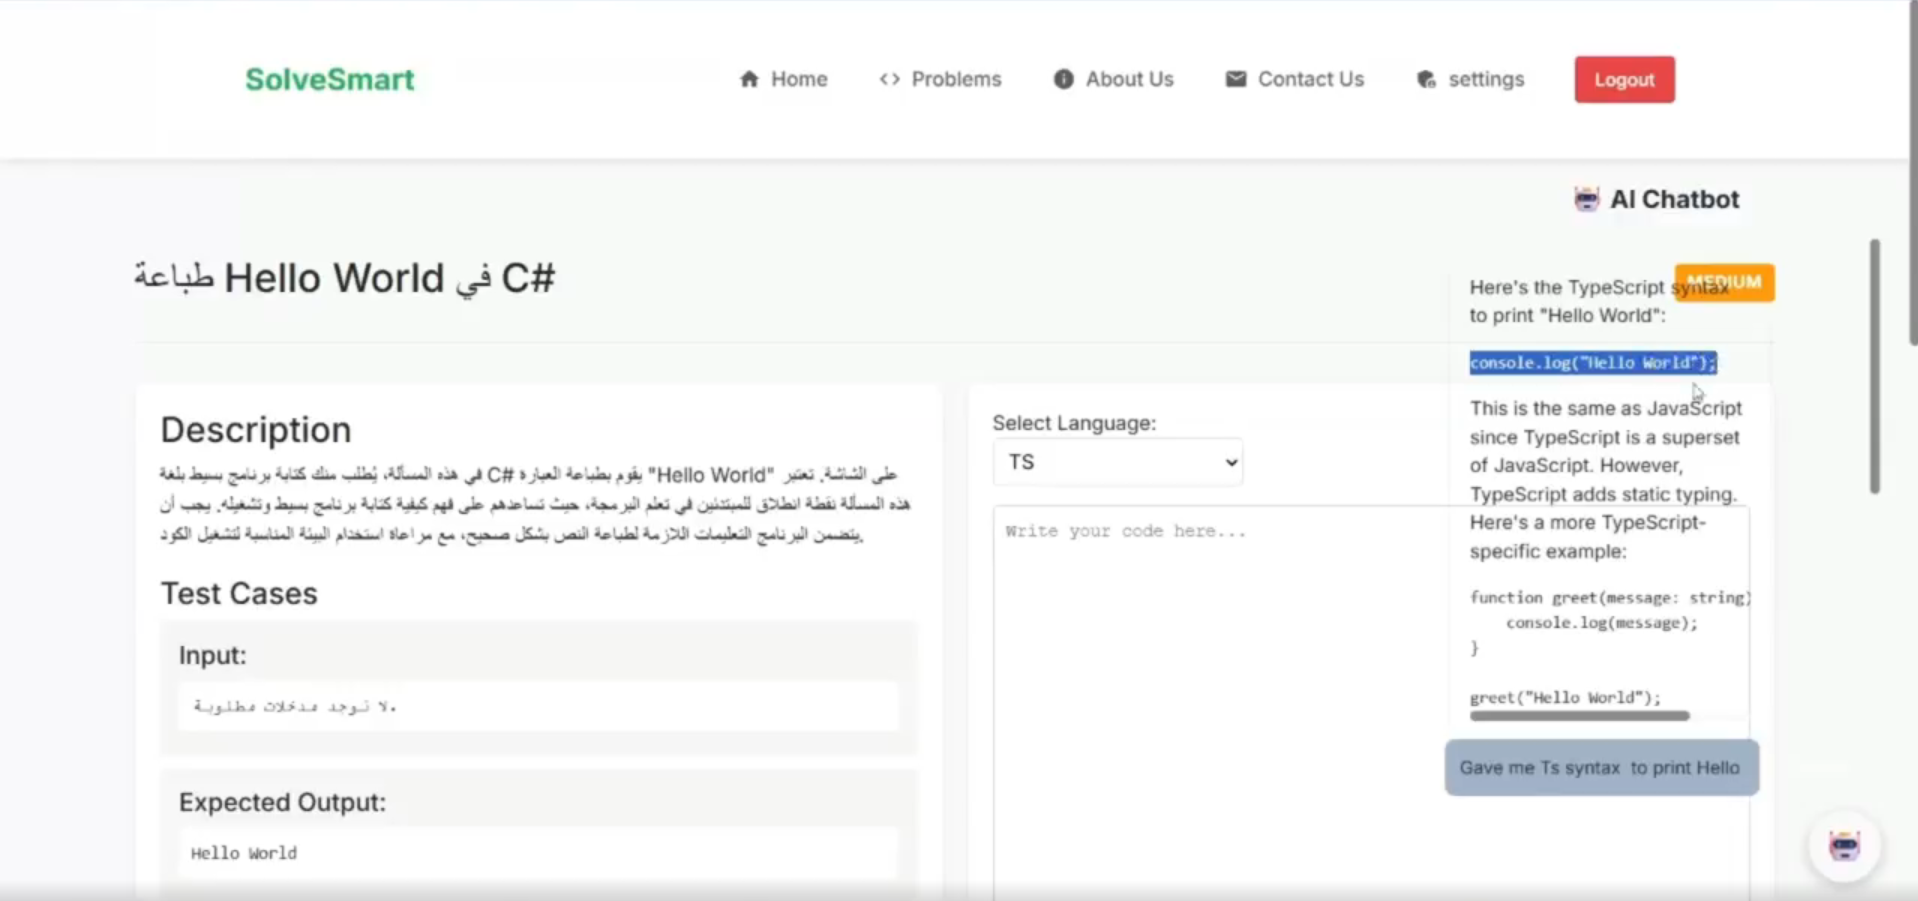 SolveSmart
Home
Problems
About Us
Contact Us
settings
Logout
AI Chatbot
طباعة Hello World في C#
MEDIUM
Here's the TypeScript syntax
to print "Hello World":
console.log("Hello World");
This is the same as JavaScript
since TypeScript is a superset
of JavaScript. However,
TypeScript adds static typing.
Here's a more TypeScript-
specific example:
function greet(message: string)
console.log(message);
}
greet("Hello World");
Gave me Ts syntax to print Hello
Description
في هذه المسألة، يُطلب منك كتابة برنامج بسيط بلغة C# يقوم بطباعة العبارة "Hello World" على الشاشة. تعتبر
هذه المسألة نقطة انطلاق للمبتدئين في تعلم البرمجة، حيث تساعدهم على فهم كيفية كتابة برنامج بسيط وتشغيله. يجب أن
يتضمن البرنامج التعليمات اللازمة لطباعة النص بشكل صحيح، مع مراعاة استخدام البيئة المناسبة لتشغيل الكود.
Test Cases
Input:
لا توجد مدخلات مطلوبة.
Expected Output:
Hello World
Select Language:
TS
Write your code here...